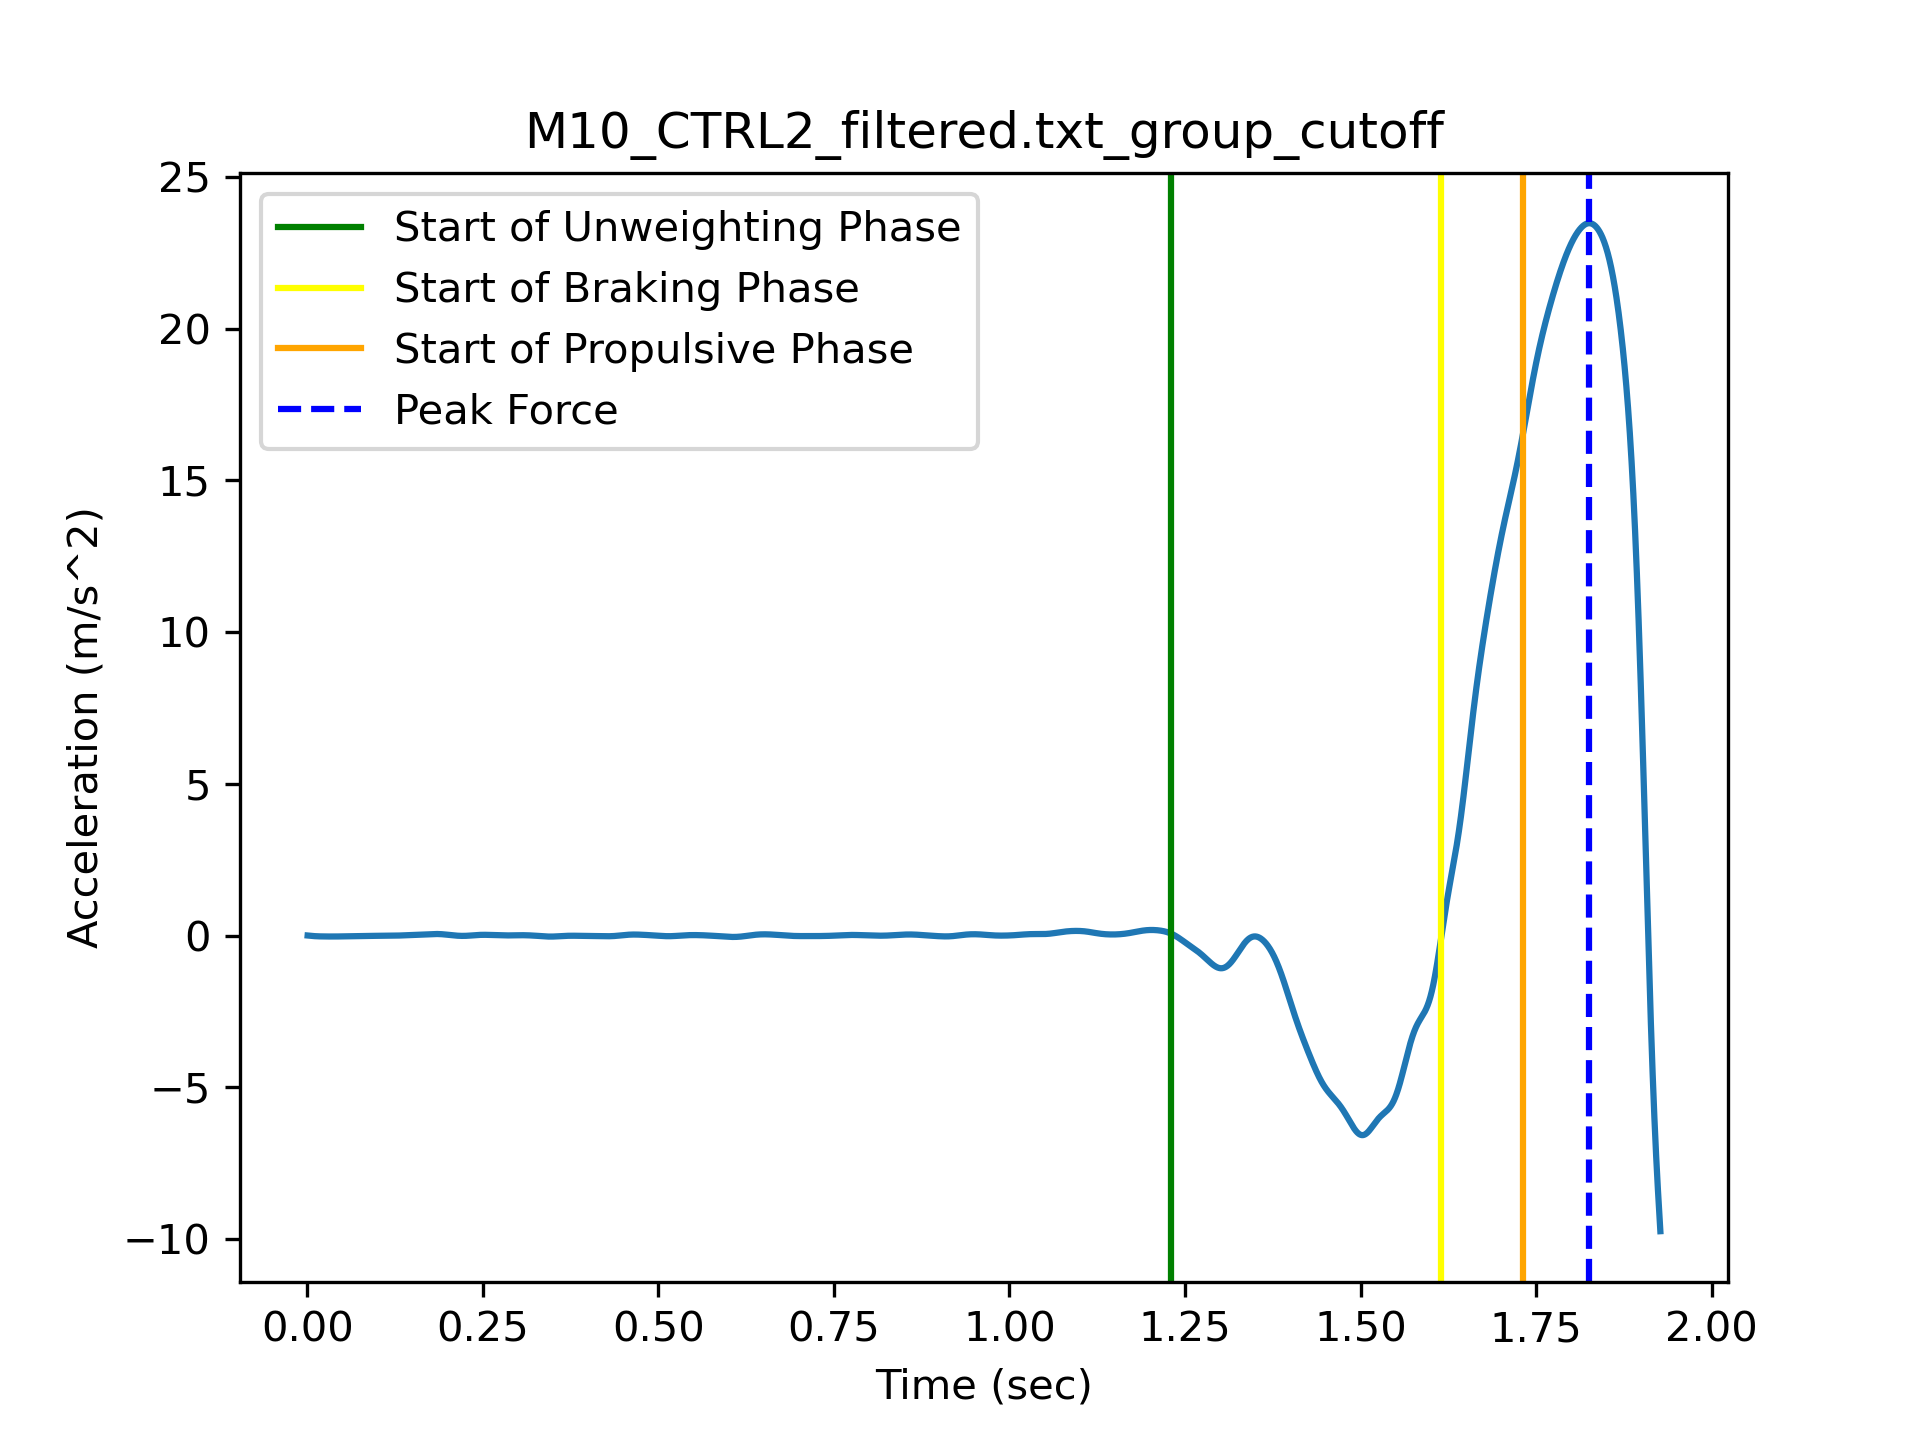 M10_CTRL2_filtered.txt_group_cutoff
25
20
15
10
5
0
−5
−10
Acceleration (m/s^2)
Start of Unweighting Phase
Start of Braking Phase
Start of Propulsive Phase
Peak Force
0.00 0.25 0.50 0.75 1.00 1.25 1.50 1.75 2.00
Time (sec)